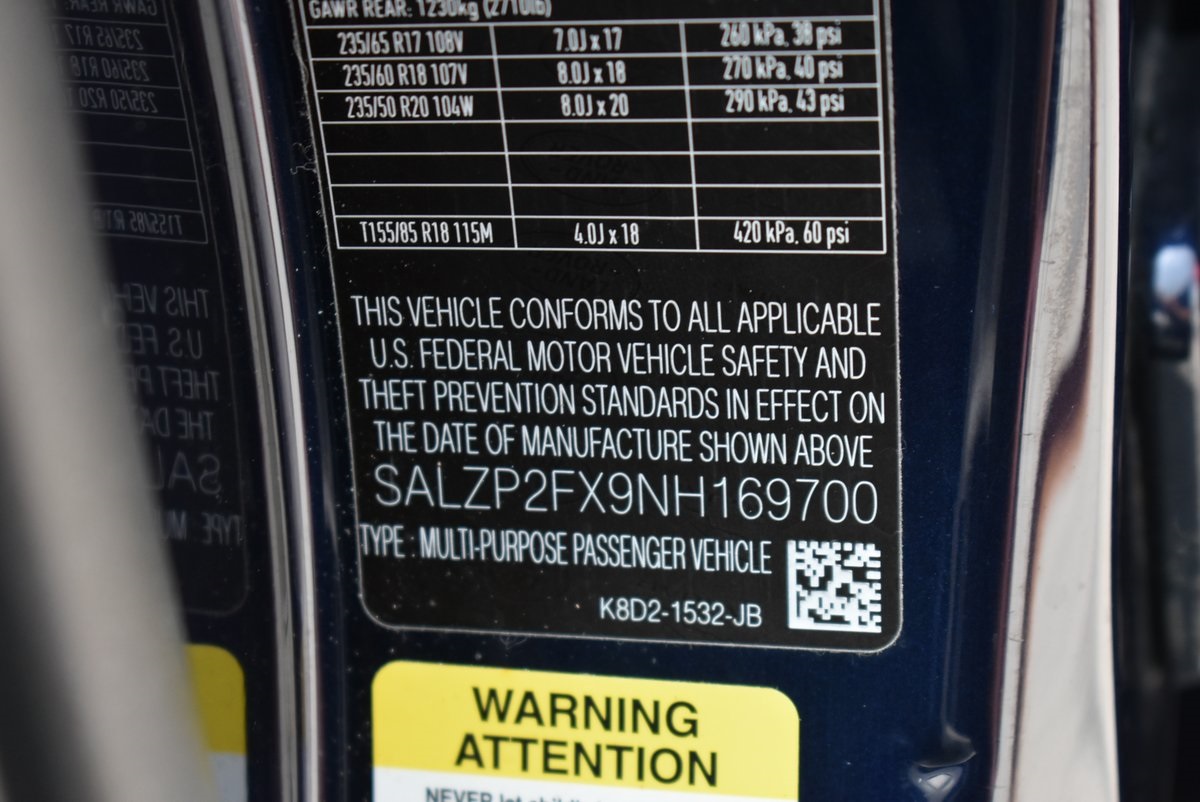 GAWR REAR: 1230kg (2710lb)
235/65 R17 108V 7.0J x 17 260 kPa, 38 psi
235/60 R18 107V 8.0J x 18 270 kPa, 40 psi
235/50 R20 104W 8.0J x 20 290 kPa, 43 psi
T155/85 R18 115M 4.0J x 18 420 kPa, 60 psi
THIS VEHICLE CONFORMS TO ALL APPLICABLE
U.S. FEDERAL MOTOR VEHICLE SAFETY AND
THEFT PREVENTION STANDARDS IN EFFECT ON
THE DATE OF MANUFACTURE SHOWN ABOVE
SALZP2FX9NH169700
TYPE : MULTI-PURPOSE PASSENGER VEHICLE
K8D2-1532-JB
WARNING
ATTENTION
NEVER let